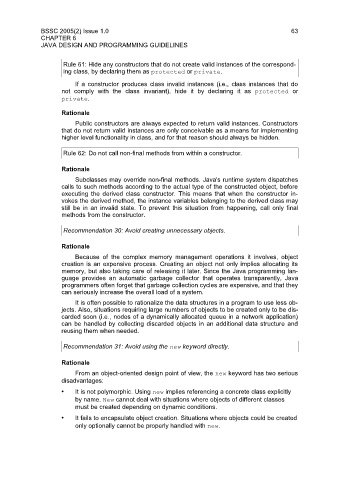 BSSC 2005(2) Issue 1.0 63
CHAPTER 6
JAVA DESIGN AND PROGRAMMING GUIDELINES
Rule 61: Hide any constructors that do not create valid instances of the correspond-
ing class, by declaring them as protected or private.
If a constructor produces class invalid instances (i.e., class instances that do
not comply with the class invariant), hide it by declaring it as protected or
private.
Rationale
Public constructors are always expected to return valid instances. Constructors
that do not return valid instances are only conceivable as a means for implementing
higher level functionality in class, and for that reason should always be hidden.
Rule 62: Do not call non-final methods from within a constructor.
Rationale
Subclasses may override non-final methods. Java's runtime system dispatches
calls to such methods according to the actual type of the constructed object, before
executing the derived class constructor. This means that when the constructor in-
vokes the derived method, the instance variables belonging to the derived class may
still be in an invalid state. To prevent this situation from happening, call only final
methods from the constructor.
Recommendation 30: Avoid creating unnecessary objects.
Rationale
Because of the complex memory management operations it involves, object
creation is an expensive process. Creating an object not only implies allocating its
memory, but also taking care of releasing it later. Since the Java programming lan-
guage provides an automatic garbage collector that operates transparently, Java
programmers often forget that garbage collection cycles are expensive, and that they
can seriously increase the overall load of a system.
It is often possible to rationalize the data structures in a program to use less ob-
jects. Also, situations requiring large numbers of objects to be created only to be dis-
carded soon (i.e., nodes of a dynamically allocated queue in a network application)
can be handled by collecting discarded objects in an additional data structure and
reusing them when needed.
Recommendation 31: Avoid using the new keyword directly.
Rationale
From an object-oriented design point of view, the new keyword has two serious
disadvantages:
• It is not polymorphic. Using new implies referencing a concrete class explicitly
by name. New cannot deal with situations where objects of different classes
must be created depending on dynamic conditions.
• It fails to encapsulate object creation. Situations where objects could be created
only optionally cannot be properly handled with new.